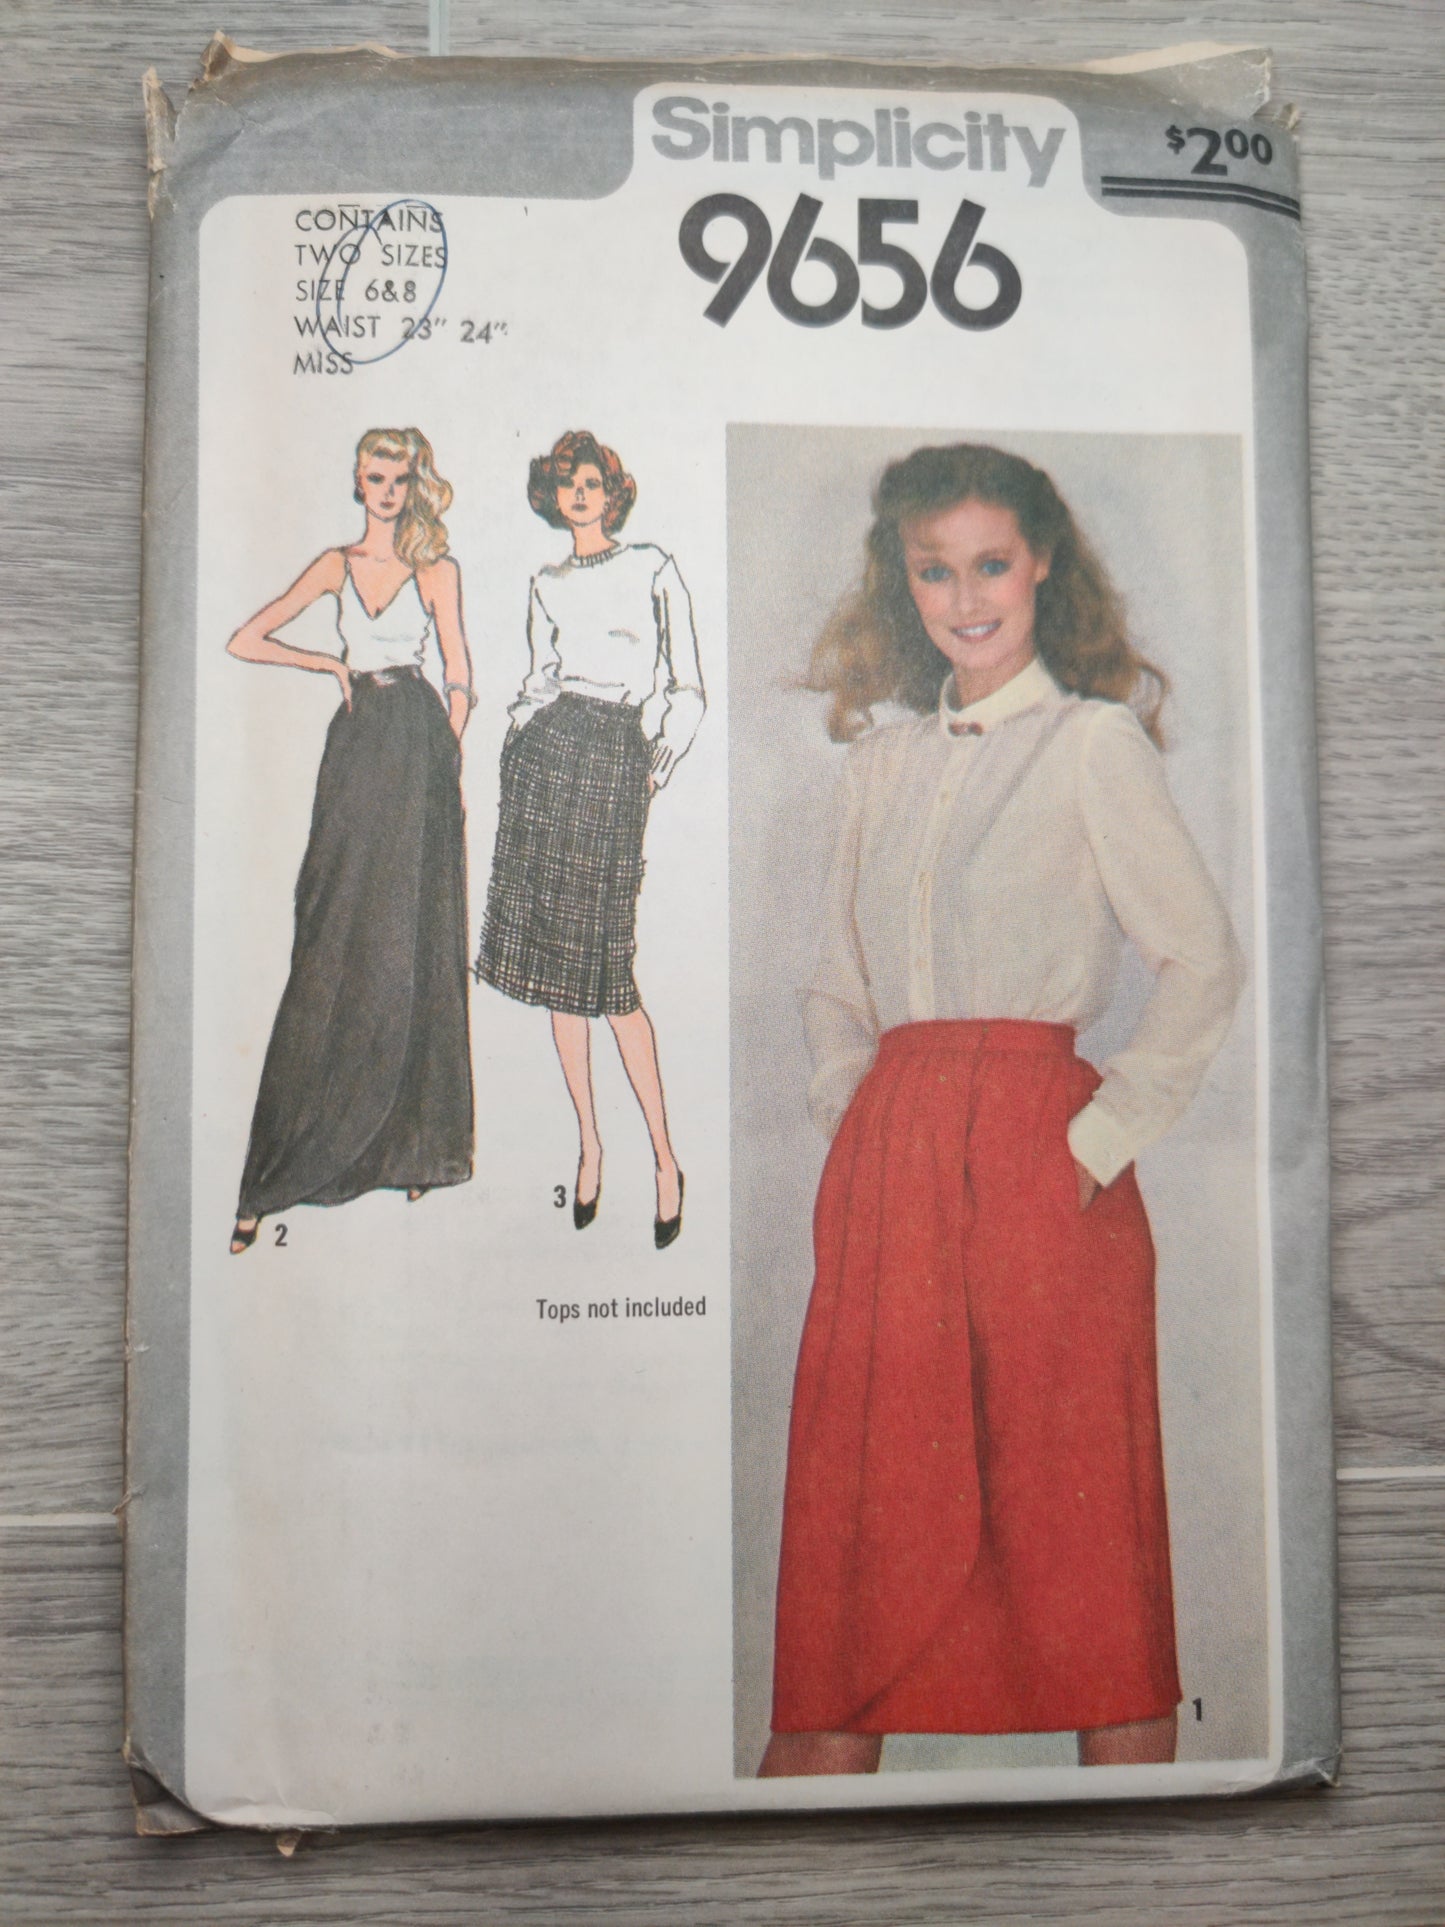 Simplicity
$2.00
9656
CONTAINS
TWO SIZES
SIZE 6&8
WAIST 23" 24"
MISS
2
3
Tops not included
1